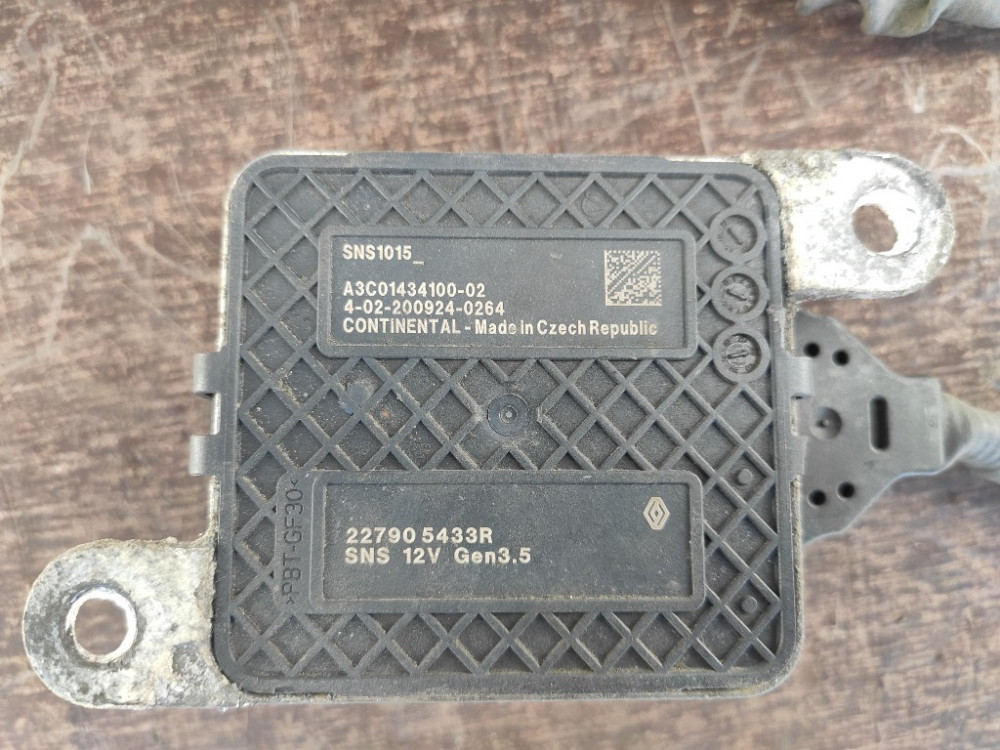 SNS1015_
A3C01434100-02
4-02-200924-0264
CONTINENTAL - Made in Czech Republic
>PBT-GF30<
22790 5433R
SNS 12V Gen3.5